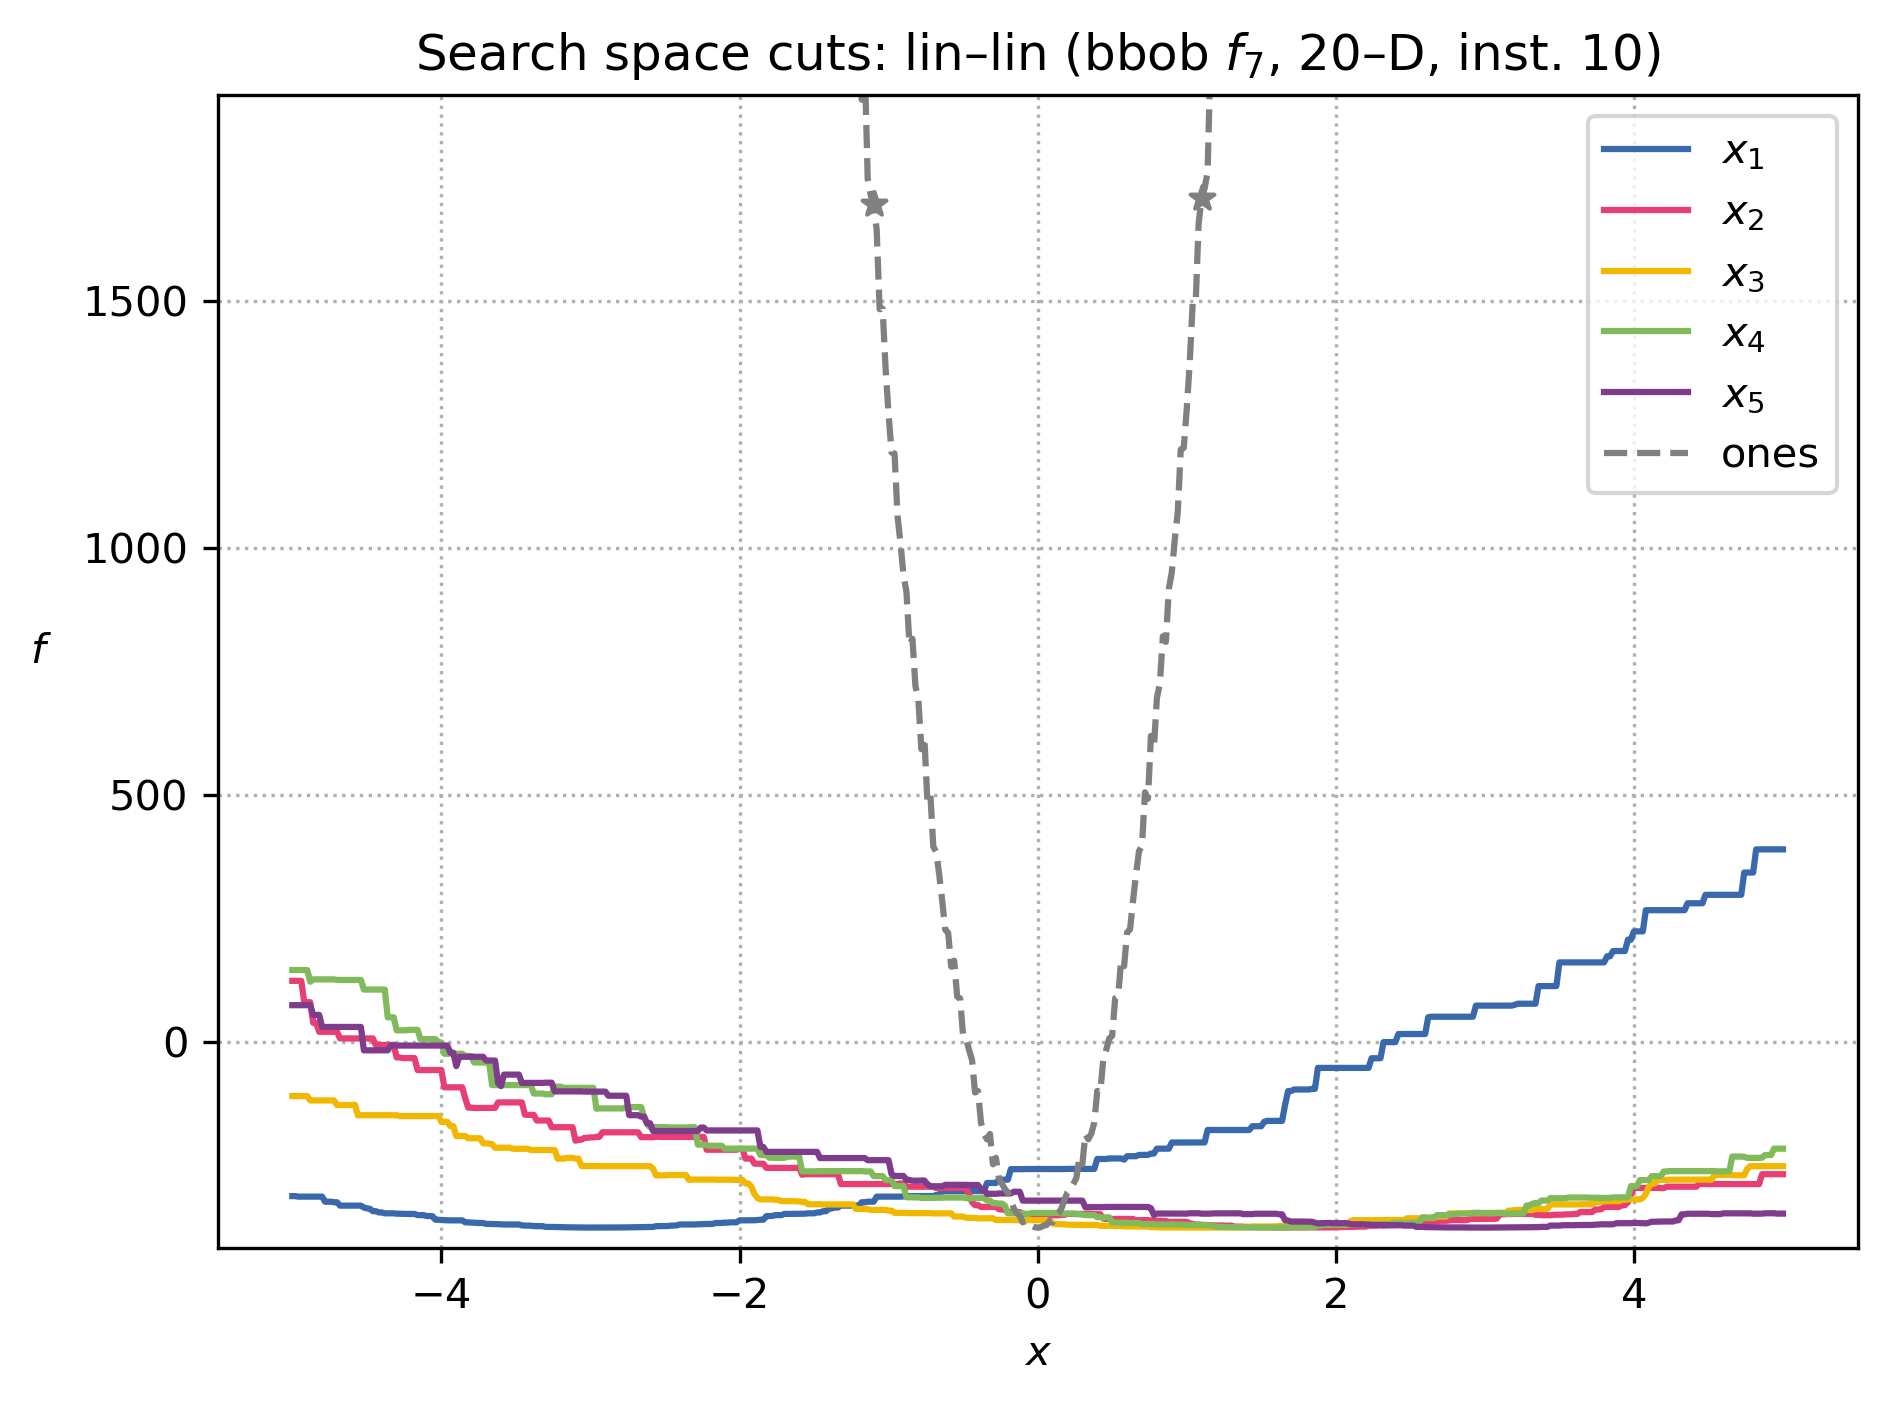 Search space cuts: lin–lin (bbob f₇, 20–D, inst. 10)
x₁
x₂
x₃
x₄
x₅
ones
1500
1000
500
0
f
−4
−2
0
2
4
x